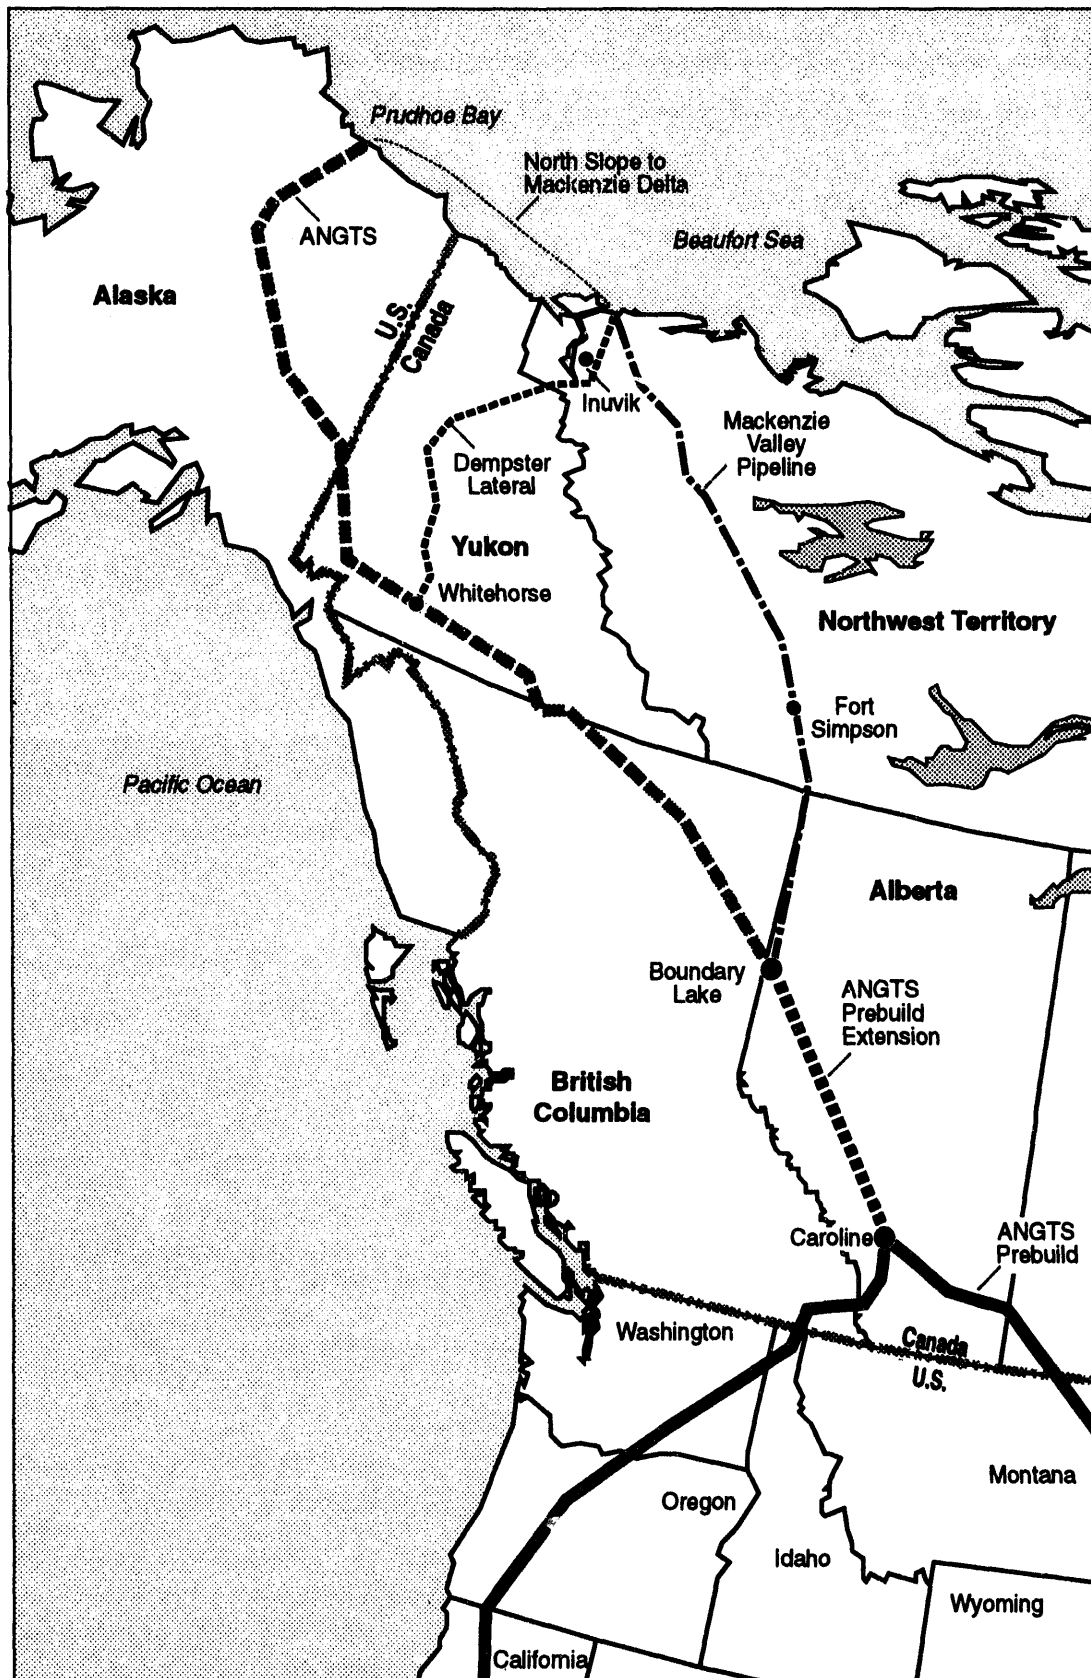 Prudhoe Bay
North Slope to
Mackenzie Delta
ANGTS
Beaufort Sea
Alaska
U.S.
Canada
Inuvik
Mackenzie
Valley
Pipeline
Dempster
Lateral
Yukon
Whitehorse
Northwest Territory
Fort
Simpson
Pacific Ocean
Alberta
Boundary
Lake
ANGTS
Prebuild
Extension
British
Columbia
Caroline
ANGTS
Prebuild
Washington
Canada
U.S.
Montana
Oregon
Idaho
Wyoming
California